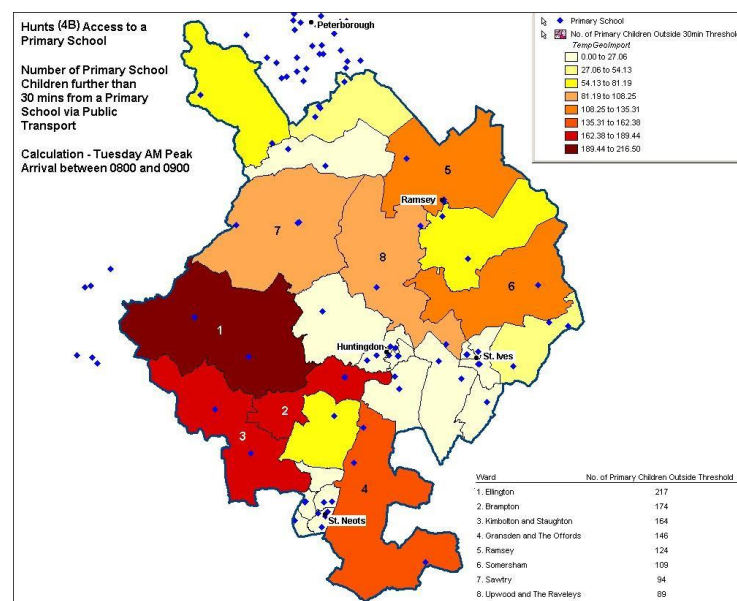 Hunts (4B) Access to a
Primary School
Number of Primary School
Children further than
30 mins from a Primary
School via Public
Transport
Calculation - Tuesday AM Peak
Arrival between 0800 and 0900
Peterborough
Primary School
No. of Primary Children Outside 30min Threshold
TempGeoImport
0.00 to 27.06
27.06 to 54.13
54.13 to 81.19
81.19 to 108.25
108.25 to 135.31
135.31 to 162.38
162.38 to 189.44
189.44 to 216.50
5
Ramsey
7
8
6
1
Huntingdon
St. Ives
2
3
4
St. Neots
Ward No. of Primary Children Outside Threshold
1. Ellington 217
2. Brampton 174
3. Kimbolton and Staughton 164
4. Gransden and The Offords 146
5. Ramsey 124
6. Somersham 109
7. Sawtry 94
8. Upwood and The Raveleys 89